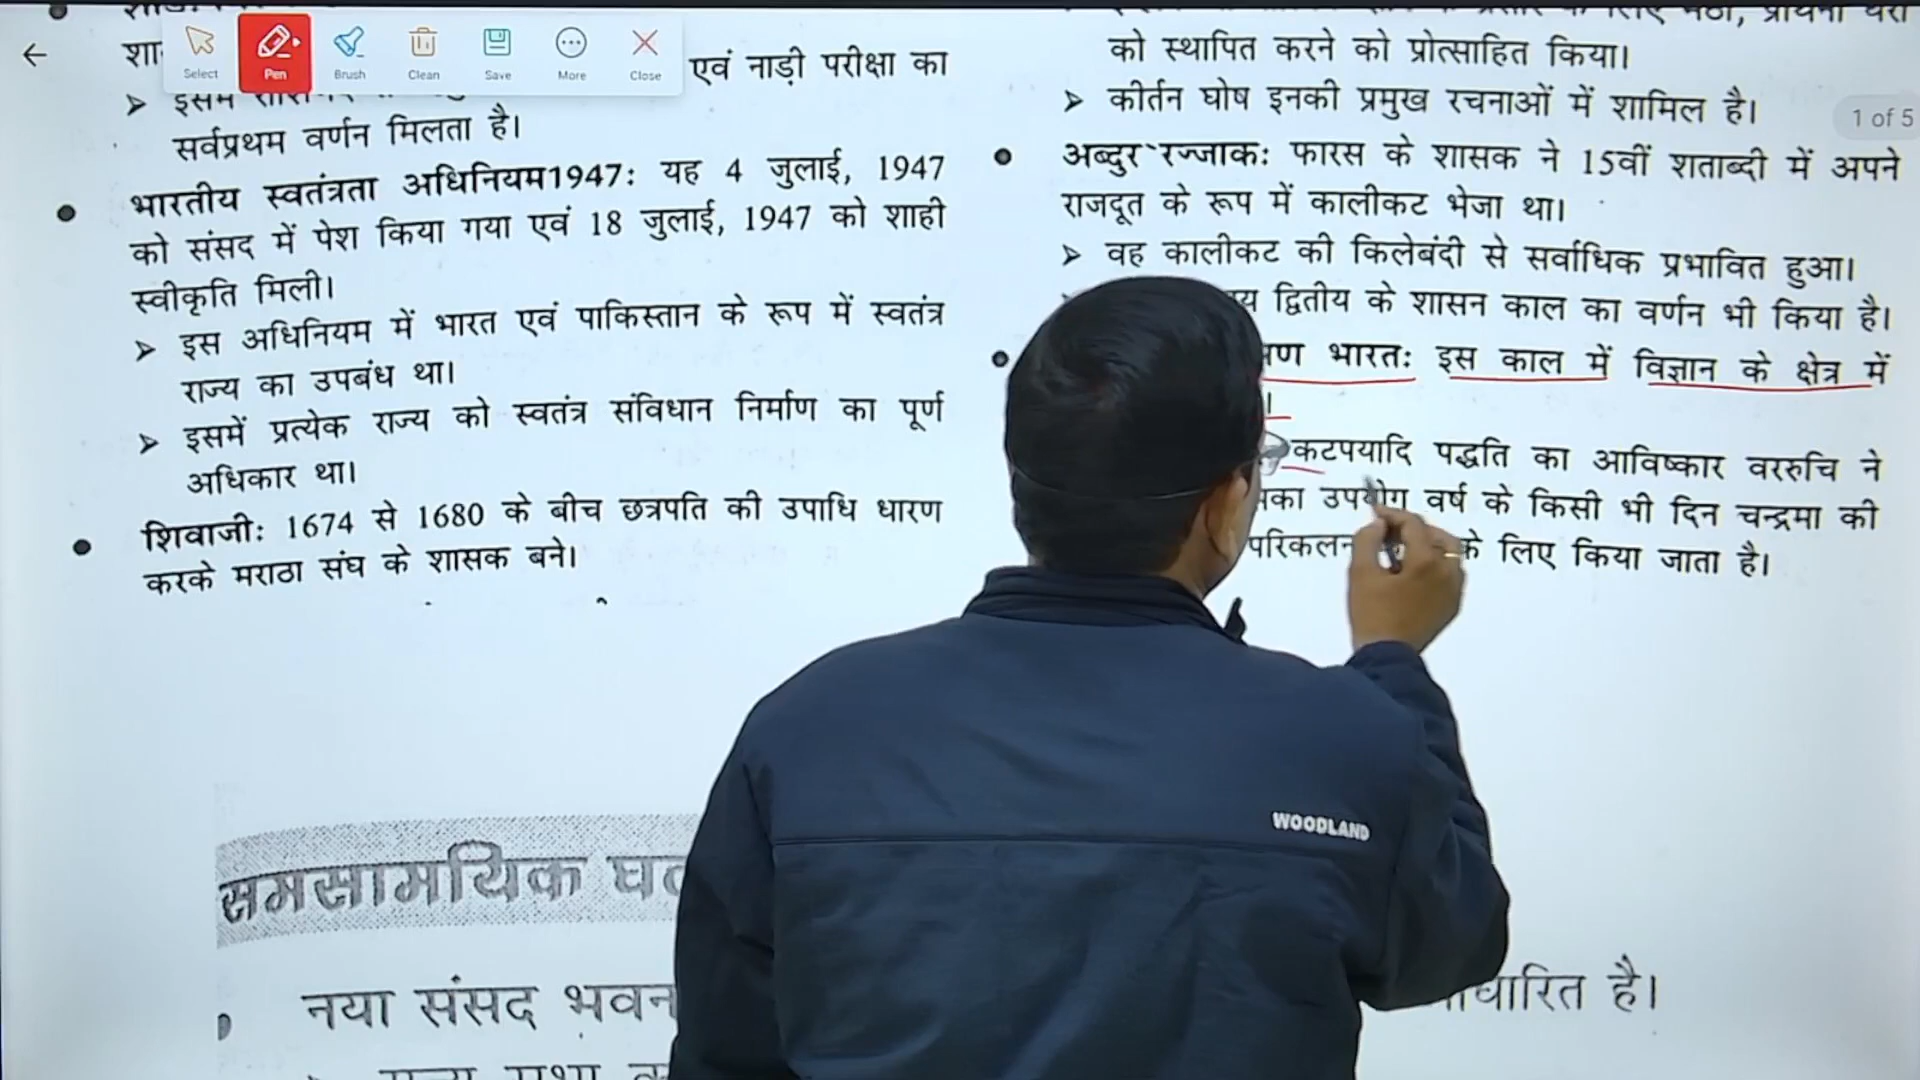 Select
Pen
Brush
Clean
Save
More
Close
1 of 5
एवं नाड़ी परीक्षा का
सर्वप्रथम वर्णन मिलता है।
भारतीय स्वतंत्रता अधिनियम1947: यह 4 जुलाई, 1947
को संसद में पेश किया गया एवं 18 जुलाई, 1947 को शाही
स्वीकृति मिली।
इस अधिनियम में भारत एवं पाकिस्तान के रूप में स्वतंत्र
राज्य का उपबंध था।
इसमें प्रत्येक राज्य को स्वतंत्र संविधान निर्माण का पूर्ण
अधिकार था।
शिवाजी: 1674 से 1680 के बीच छत्रपति की उपाधि धारण
करके मराठा संघ के शासक बने।
को स्थापित करने को प्रोत्साहित किया।
कीर्तन घोष इनकी प्रमुख रचनाओं में शामिल है।
अब्दुर रज्जाक: फारस के शासक ने 15वीं शताब्दी में अपने
राजदूत के रूप में कालीकट भेजा था।
वह कालीकट की किलेबंदी से सर्वाधिक प्रभावित हुआ।
द्वितीय के शासन काल का वर्णन भी किया है।
भारत: इस काल में विज्ञान के क्षेत्र में
कटपयादि पद्धति का आविष्कार वररुचि ने
उपयोग वर्ष के किसी भी दिन चन्द्रमा की
के लिए किया जाता है।
समसामयिक
नया संसद भवन
है।
WOODLAND